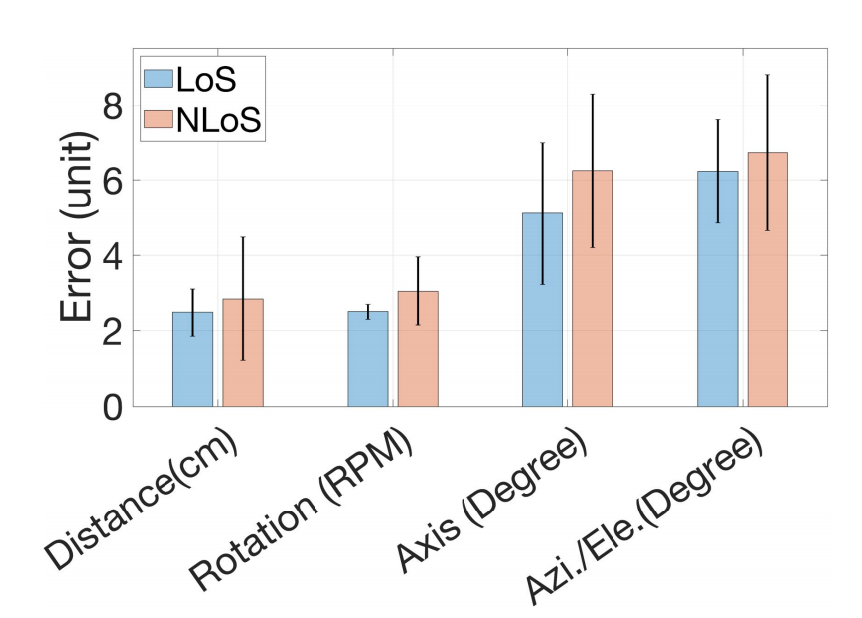 LoS
NLoS
Error (unit)
8
6
4
2
0
Distance(cm)
Rotation (RPM)
Axis (Degree)
Azi./Ele.(Degree)